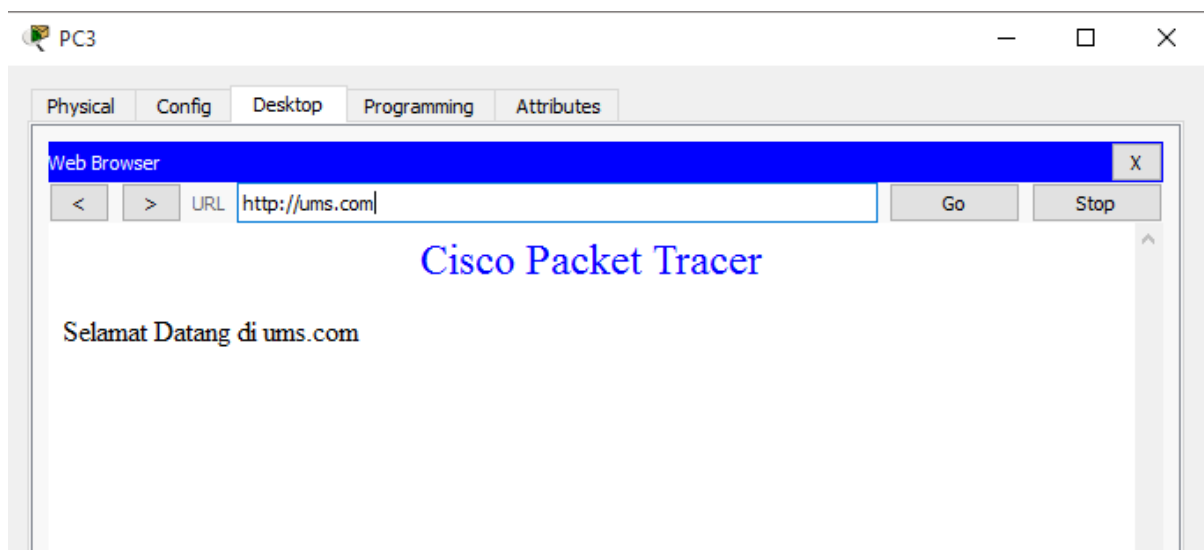 PC3
Physical Config Desktop Programming Attributes
Web Browser X
< > URL http://ums.com Go Stop
Cisco Packet Tracer
Selamat Datang di ums.com